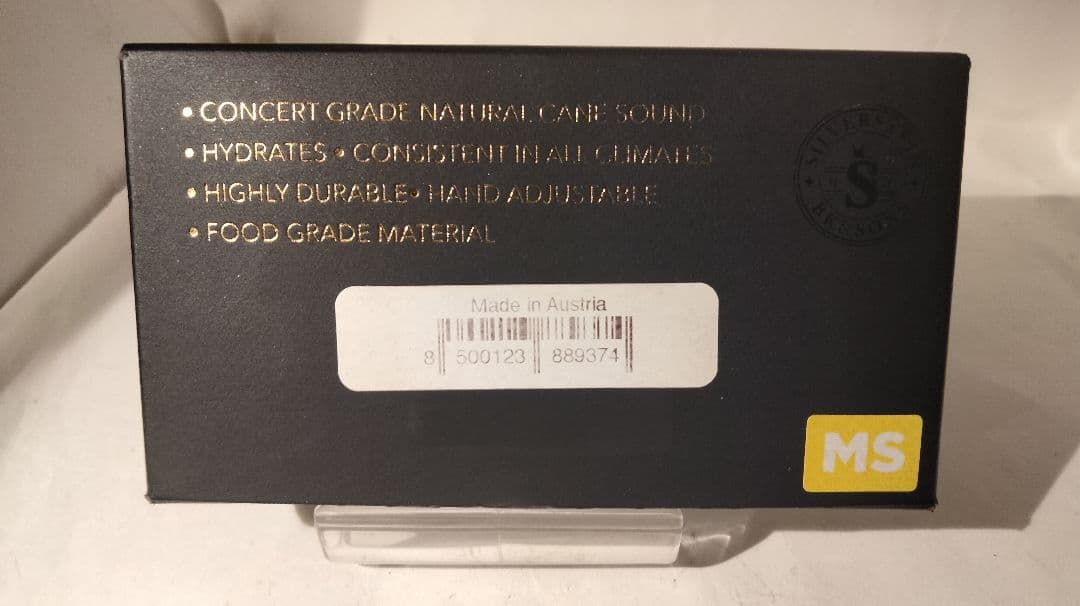 • CONCERT GRADE NATURAL CANE SOUND
• HYDRATES • CONSISTENT IN ALL CLIMATES
• HIGHLY DURABLE • HAND ADJUSTABLE
• FOOD GRADE MATERIAL
S
Made in Austria
8 500123 889374
MS